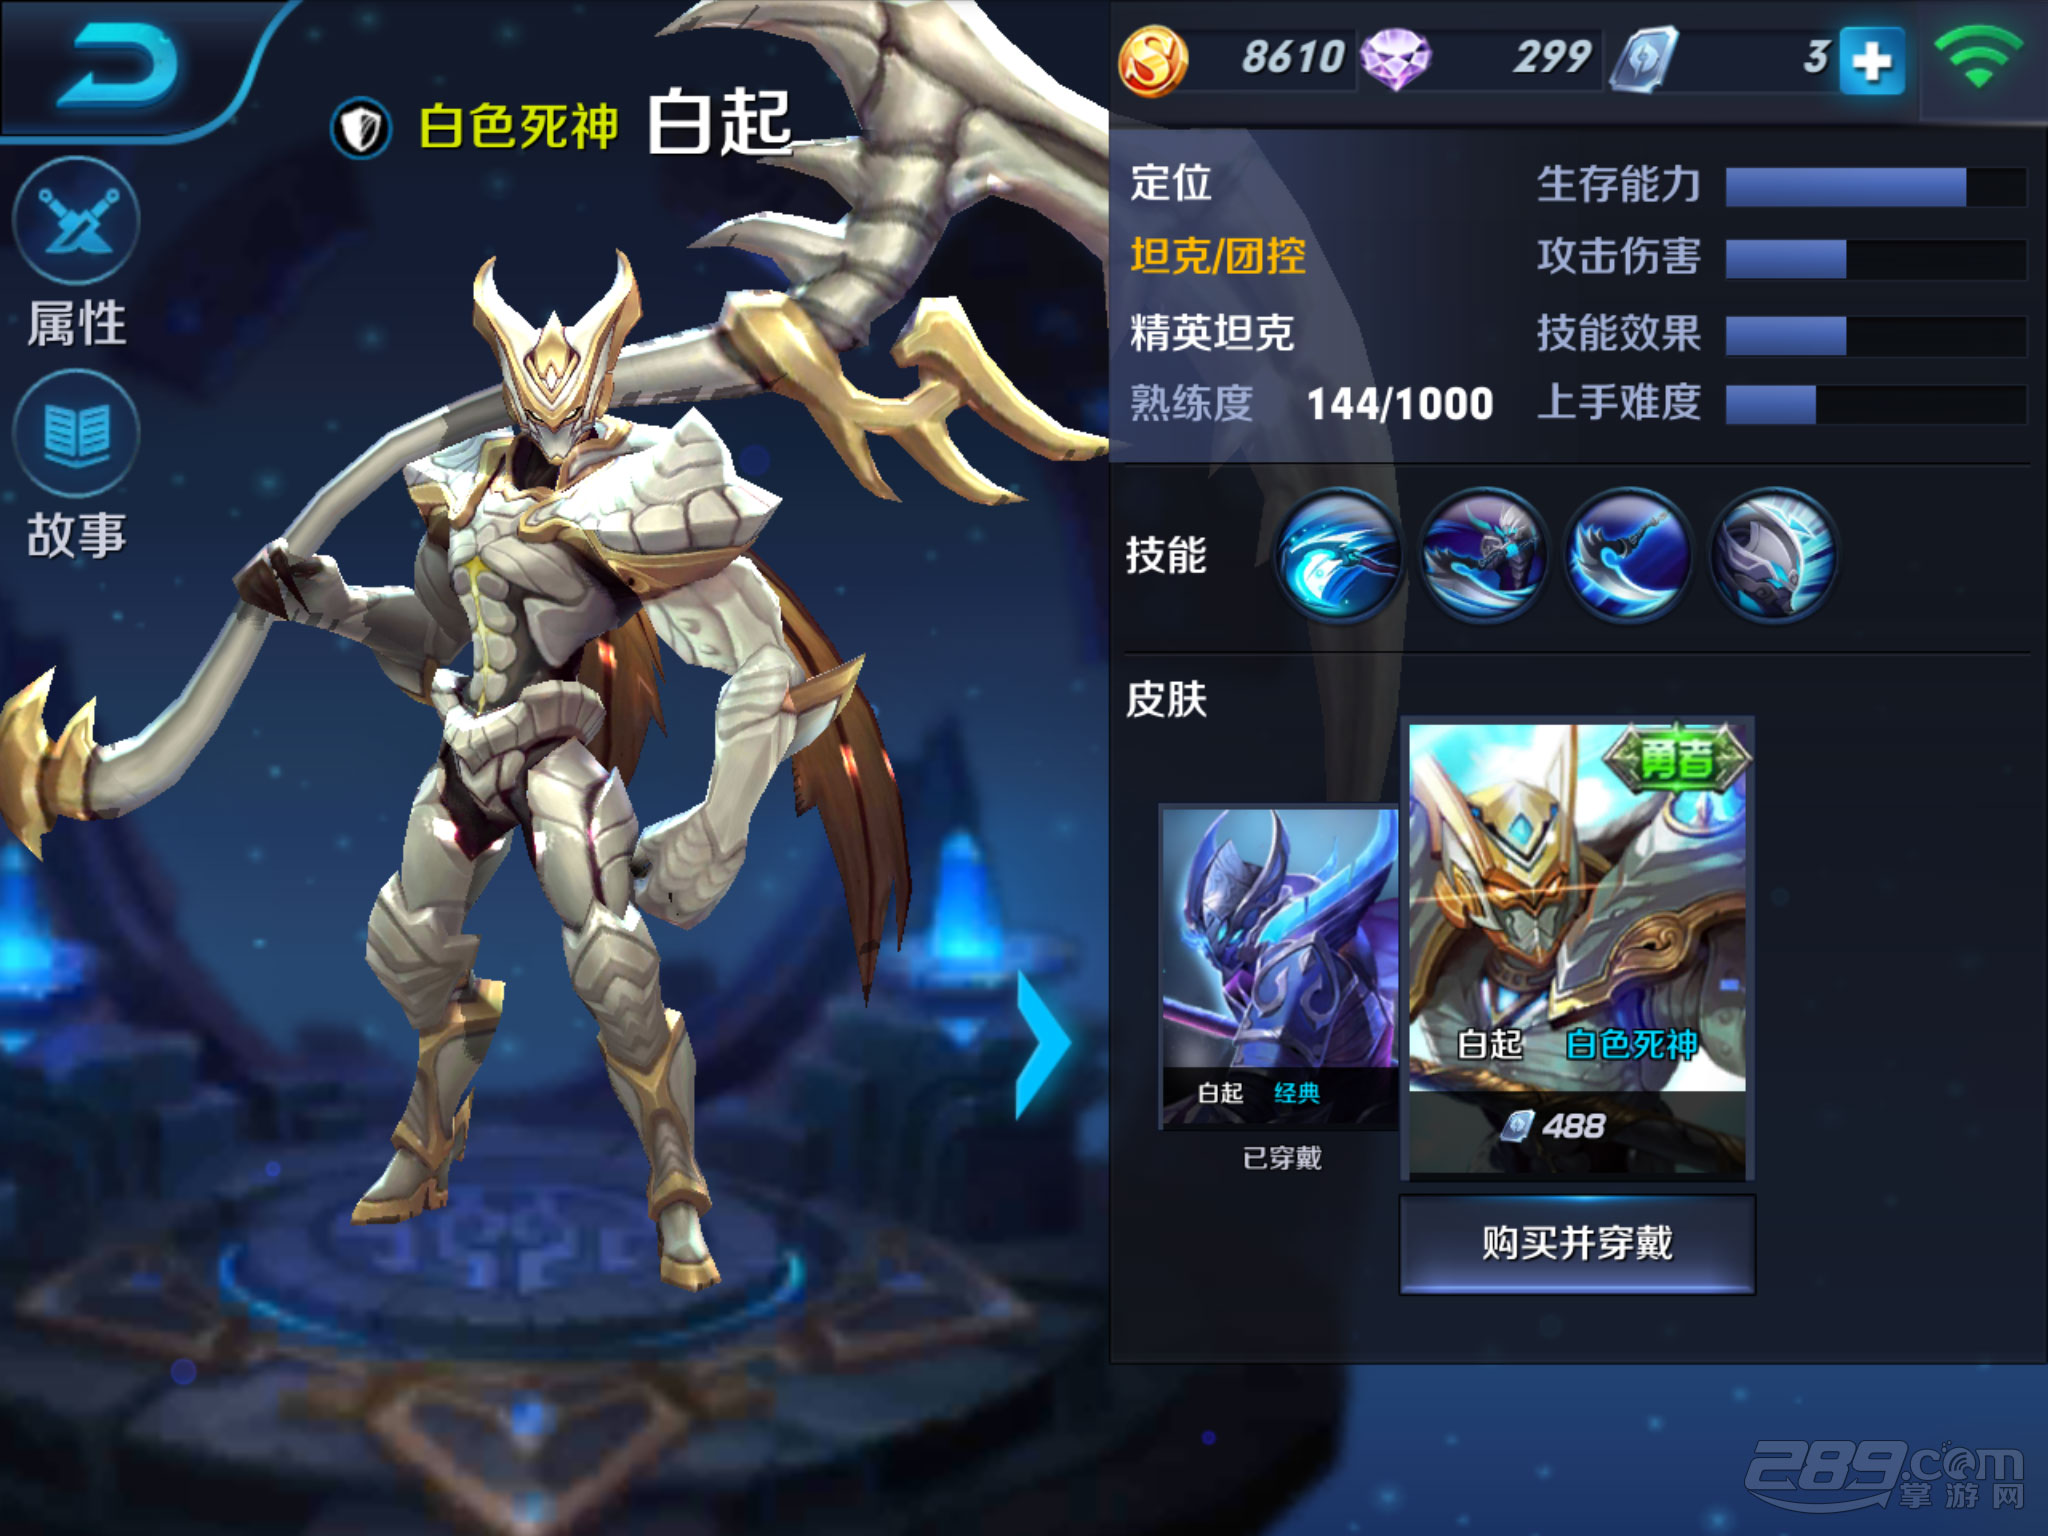 白色死神 白起
属性
故事
8610 299 3
定位
坦克/团控
精英坦克
熟练度 144/1000
生存能力
攻击伤害
技能效果
上手难度
技能
皮肤
白起 经典
已穿戴
勇者
白起 白色死神
488
购买并穿戴
289.com
掌游网